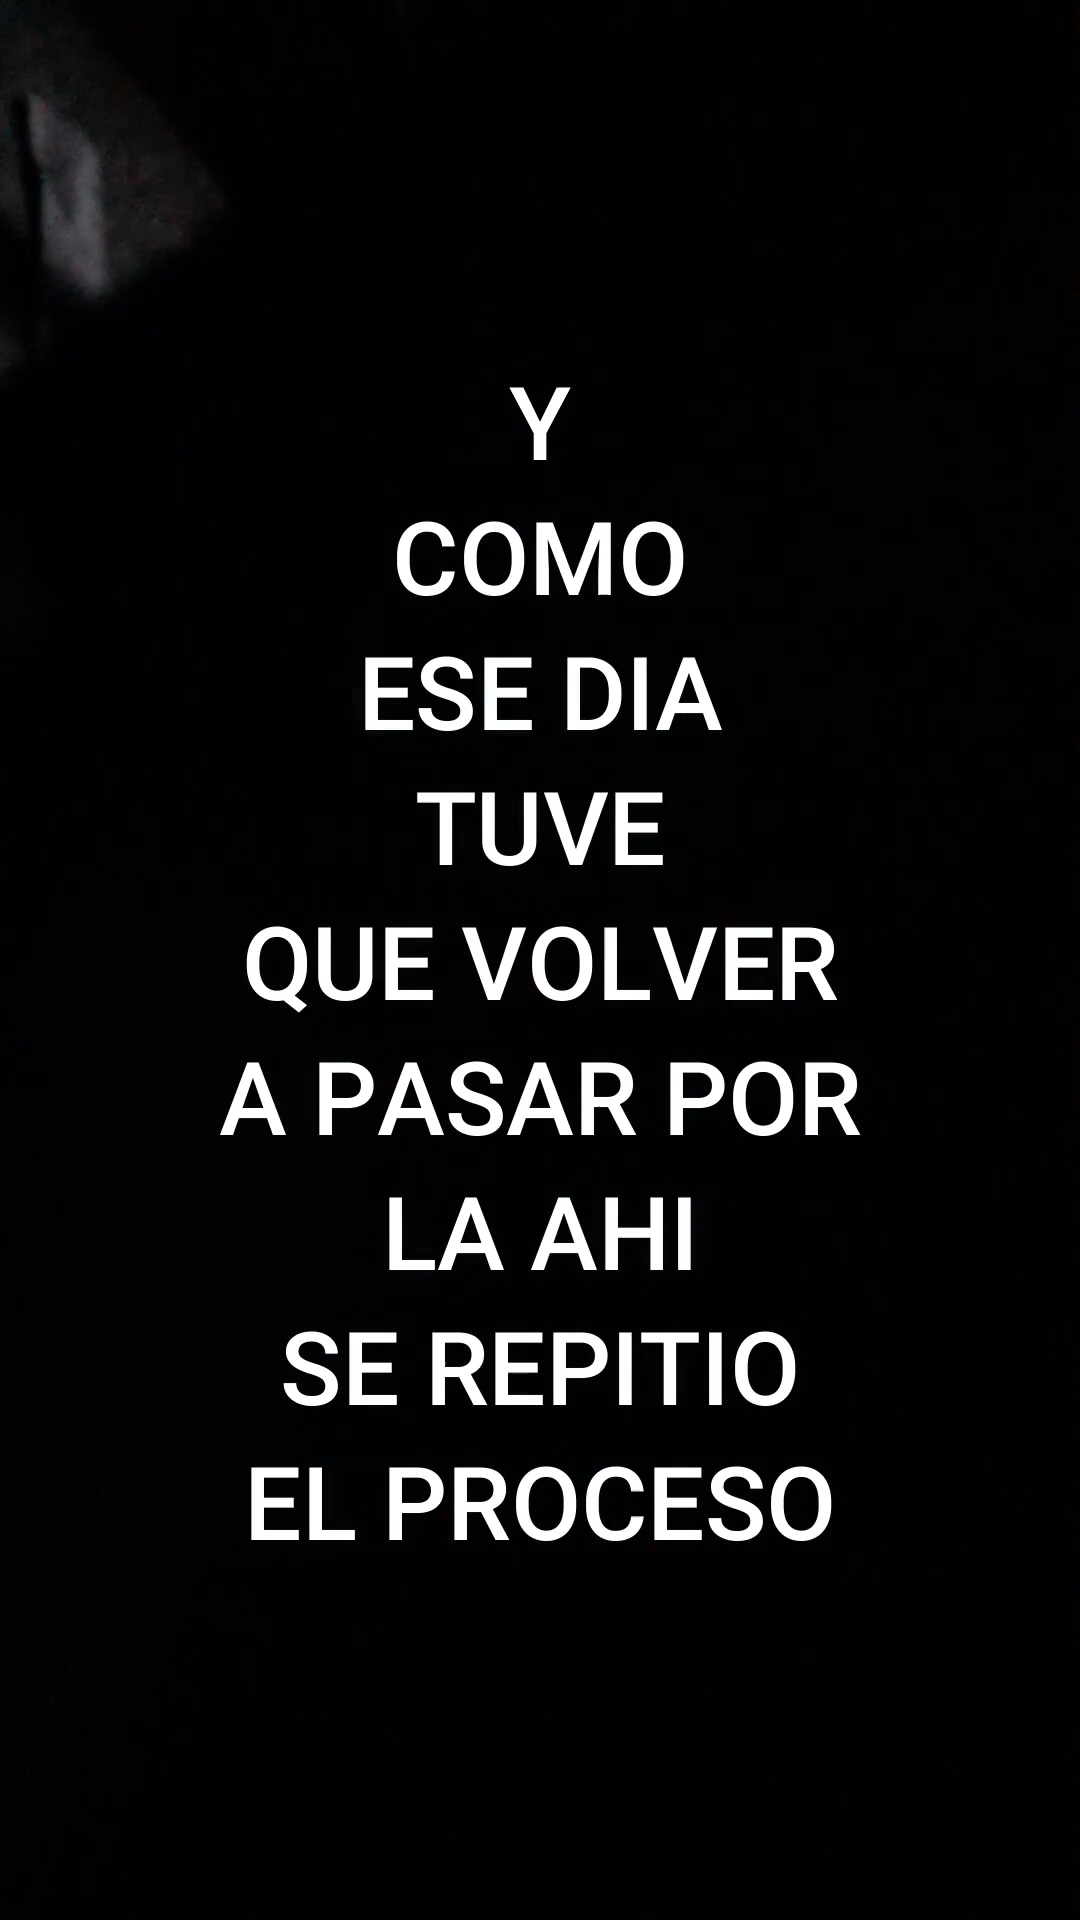 Y
COMO
ESE DIA
TUVE
QUE VOLVER
A PASAR POR
LA AHI
SE REPITIO
EL PROCESO